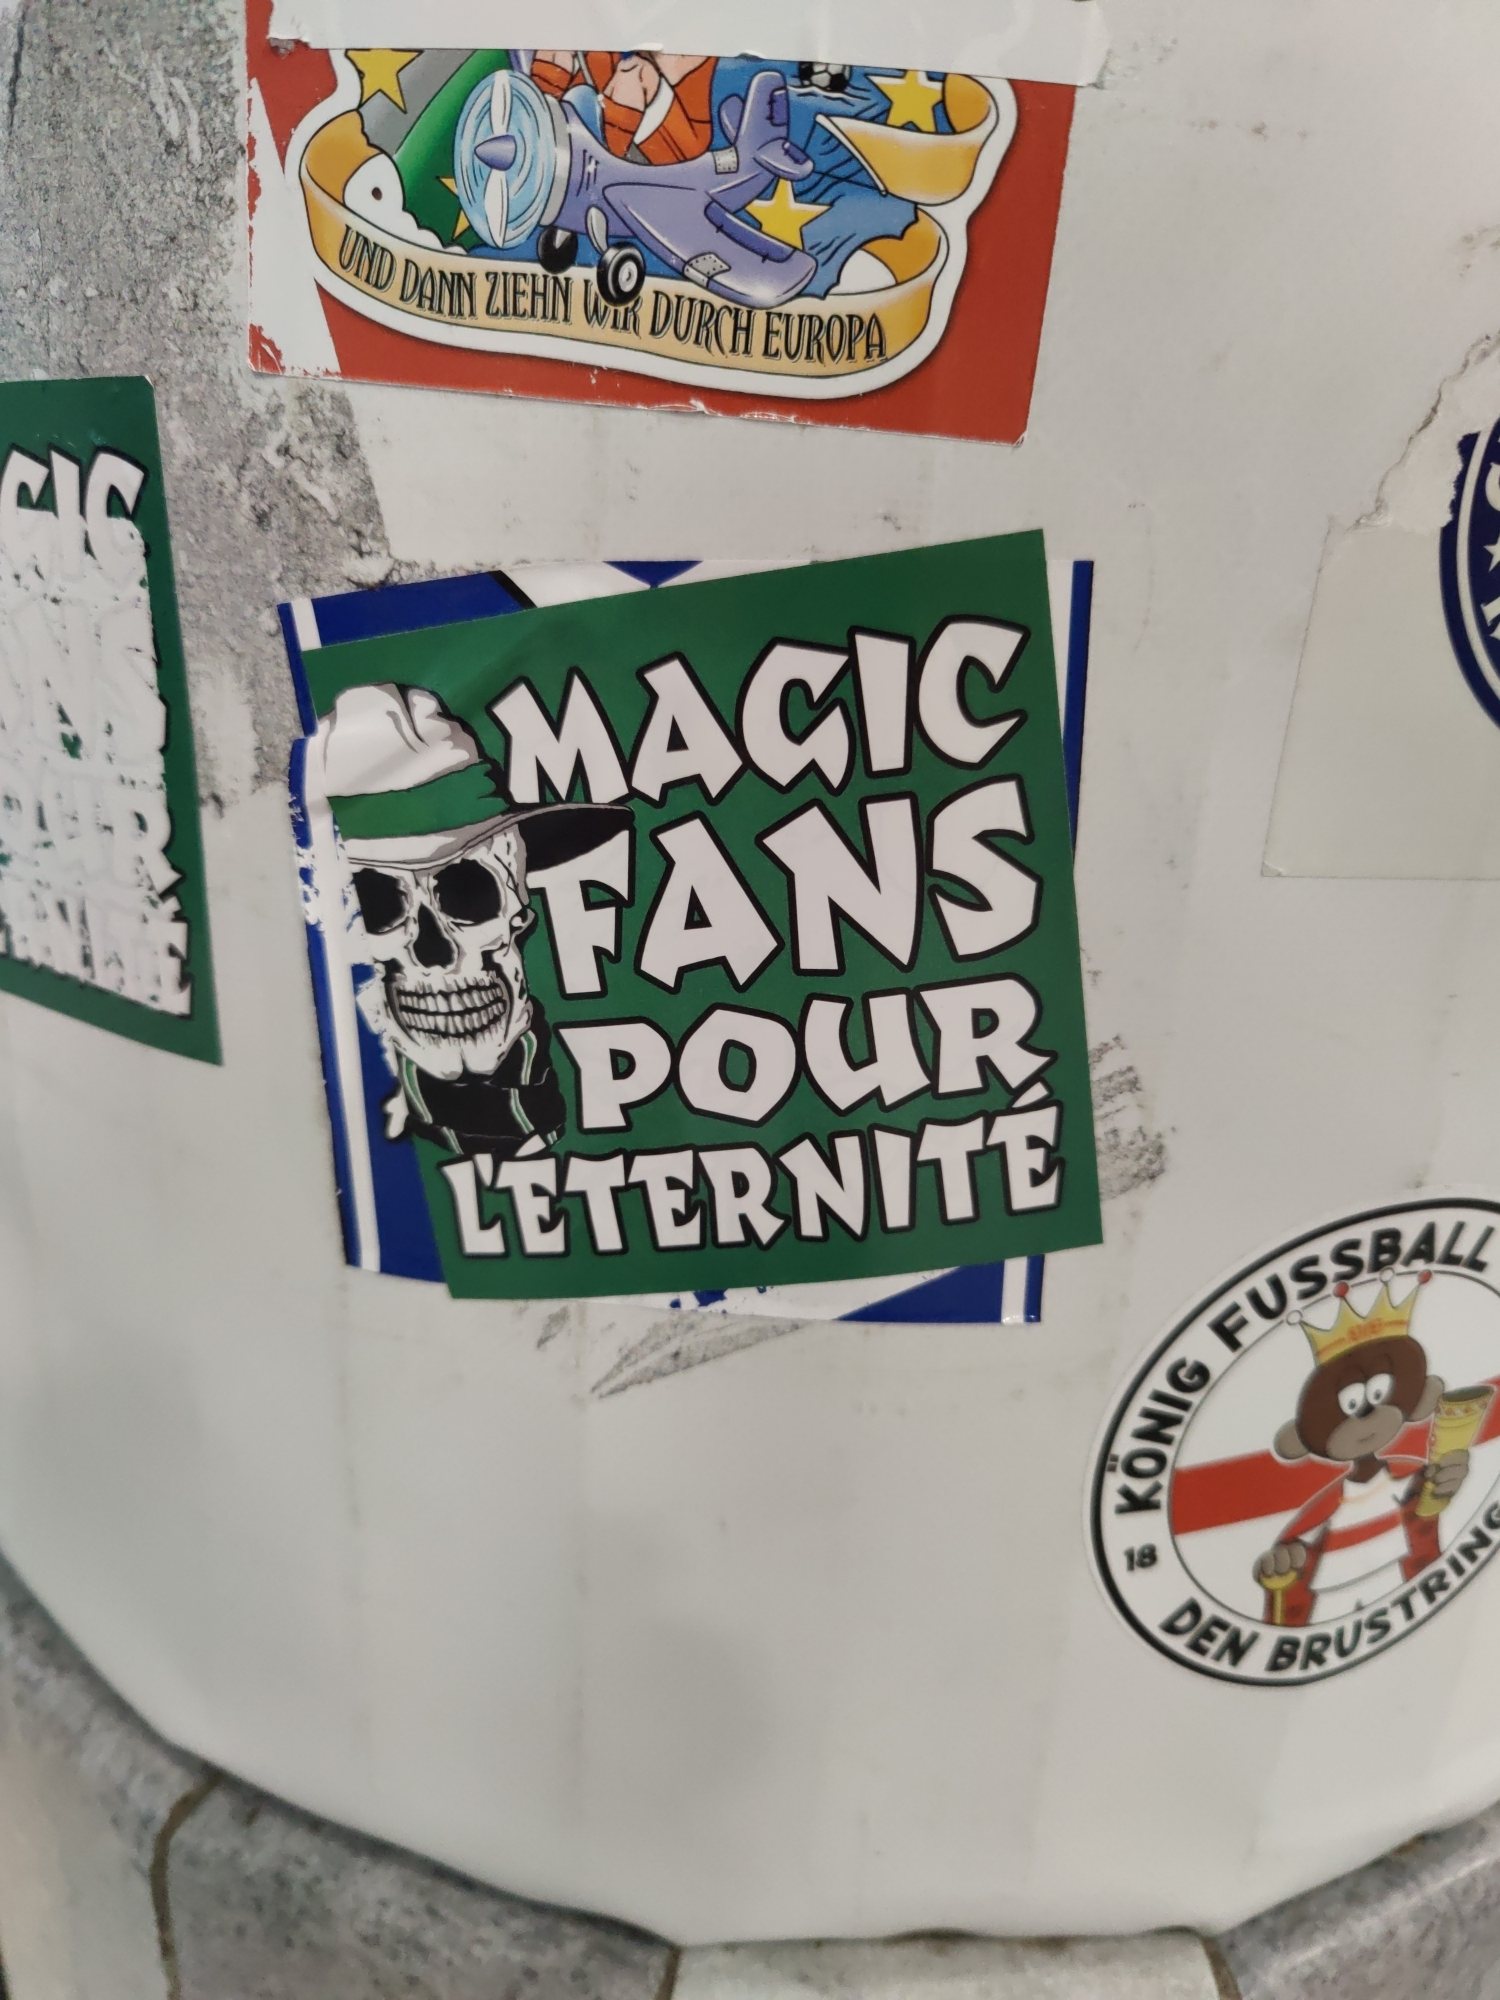 UND DANN ZIEHN WIR DURCH EUROPA
MAGIC
FANS
POUR
L'ÉTERNITÉ
KÖNIG FUSSBALL
18
DEN BRUSTRING